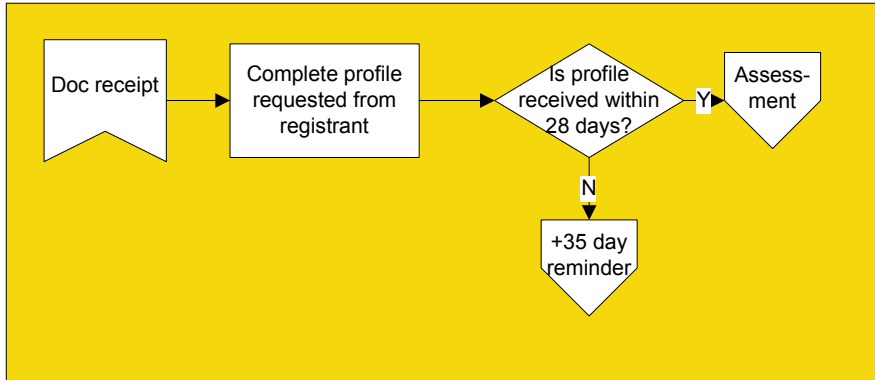 Doc receipt
Complete profile
requested from
registrant
Is profile
received within
28 days?
Y
Assess-
ment
N
+35 day
reminder